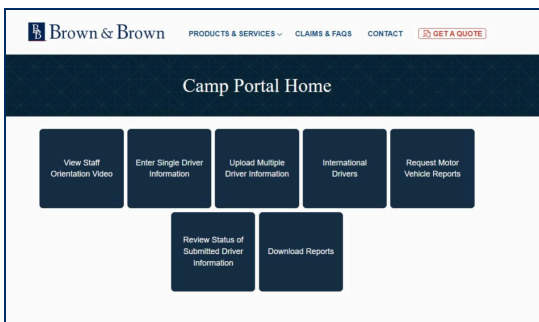 BB Brown & Brown PRODUCTS & SERVICES CLAIMS & FAQS CONTACT GET A QUOTE
Camp Portal Home
View Staff
Orientation Video
Enter Single Driver
Information
Upload Multiple
Driver Information
International
Drivers
Request Motor
Vehicle Reports
Review Status of
Submitted Driver
Information
Download Reports